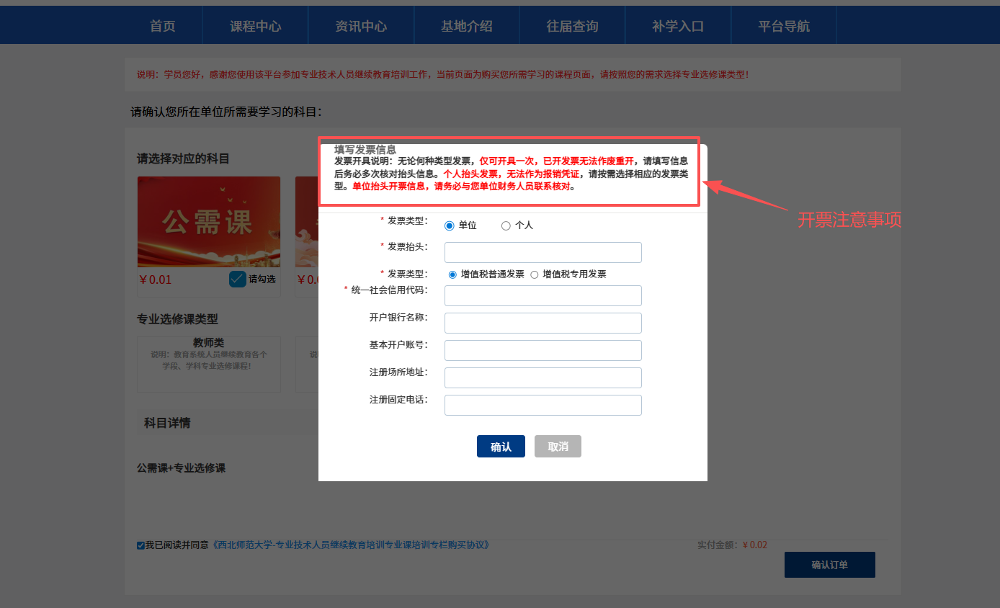 首页 课程中心 资讯中心 基地介绍 往届查询 补学入口 平台导航
说明：学员您好，感谢您使用该平台参加专业技术人员继续教育培训工作，当前页面为购买您所需学习的课程页面，请按照您的需求选择专业选修课类型！
请确认您所在单位所需要学习的科目：
请选择对应的科目
公需课
￥0.01
请勾选
￥0.0
专业选修课类型
教师类
说明：教育系统人员继续教育各个
学段、学科专业选修课程！
说
科目详情
公需课+专业选修课
我已阅读并同意《西北师范大学-专业技术人员继续教育培训专业课培训专栏购买协议》
实付金额：￥0.02
确认订单
填写发票信息
发票开具说明：无论何种类型发票，仅可开具一次，已开发票无法作废重开，请填写信息
后务必多次核对抬头信息。个人抬头发票，无法作为报销凭证，请按需选择相应的发票类
型。单位抬头开票信息，请务必与您单位财务人员联系核对。
* 发票类型： 单位 个人
* 发票抬头：
* 发票类型： 增值税普通发票 增值税专用发票
* 统一社会信用代码：
开户银行名称：
基本开户账号：
注册场所地址：
注册固定电话：
确认 取消
开票注意事项